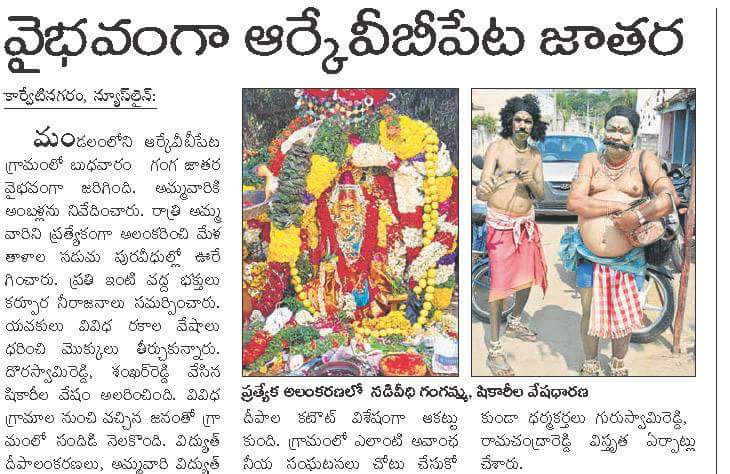 వైభవంగా ఆర్కేవీబీపేట జాతర
కార్వేటినగరం, న్యూస్‌లైన్:
మండలంలోని ఆర్కేవీబీపేట
గ్రామంలో బుధవారం గంగ జాతర
వైభవంగా జరిగింది. అమ్మవారికి
అంబళ్లను నివేదించారు. రాత్రి అమ్మ
వారిని ప్రత్యేకంగా అలంకరించి మేళ
తాళాల నడుమ పురవీధుల్లో ఊరే
గించారు. ప్రతి ఇంటి వద్ద భక్తులు
కర్పూర నీరాజనాలు సమర్పించారు.
యువకులు వివిధ రకాల వేషాలు
ధరించి మొక్కులు తీర్చుకున్నారు.
దొరస్వామిరెడ్డి, శంఖర్‌రెడ్డి వేసిన
షికారీల వేషం అలరించింది. వివిధ
గ్రామాల నుంచి వచ్చిన జనంతో గ్రా
మంలో సందడి నెలకొంది. విద్యుత్
దీపాలంకరణలు, అమ్మవారి విద్యుత్
ప్రత్యేక అలంకరణలో నడివీధి గంగమ్మ, షికారీల వేషధారణ
దీపాల కటౌట్ విశేషంగా ఆకట్టు
కుంది. గ్రామంలో ఎలాంటి అవాంఛ
నీయ సంఘటనలు చోటు చేసుకో
కుండా ధర్మకర్తలు గురుస్వామిరెడ్డి,
రామచంద్రారెడ్డి విస్తృత ఏర్పాట్లు
చేశారు.